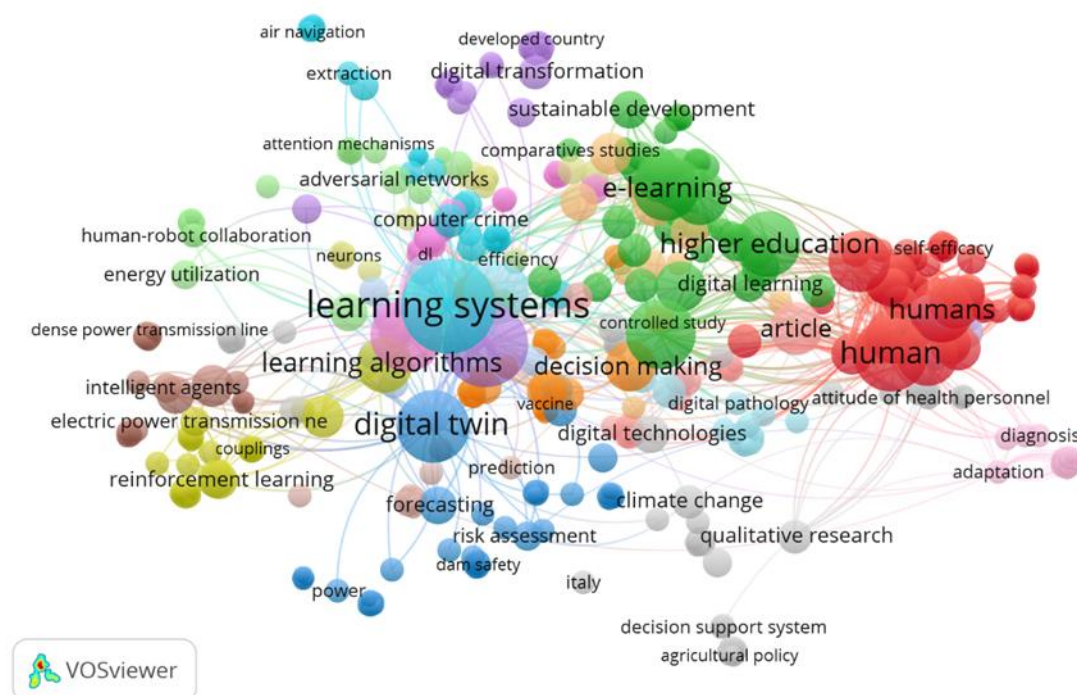 air navigation
developed country
extraction
digital transformation
sustainable development
attention mechanisms
comparatives studies
adversarial networks
e-learning
computer crime
human-robot collaboration
neurons
dl
efficiency
higher education
self-efficacy
energy utilization
digital learning
learning systems
humans
dense power transmission line
controlled study
article
learning algorithms
decision making
human
intelligent agents
vaccine
digital pathology
attitude of health personnel
electric power transmission ne
digital twin
digital technologies
diagnosis
couplings
reinforcement learning
prediction
adaptation
forecasting
climate change
risk assessment
qualitative research
dam safety
power
italy
decision support system
agricultural policy
VOSviewer